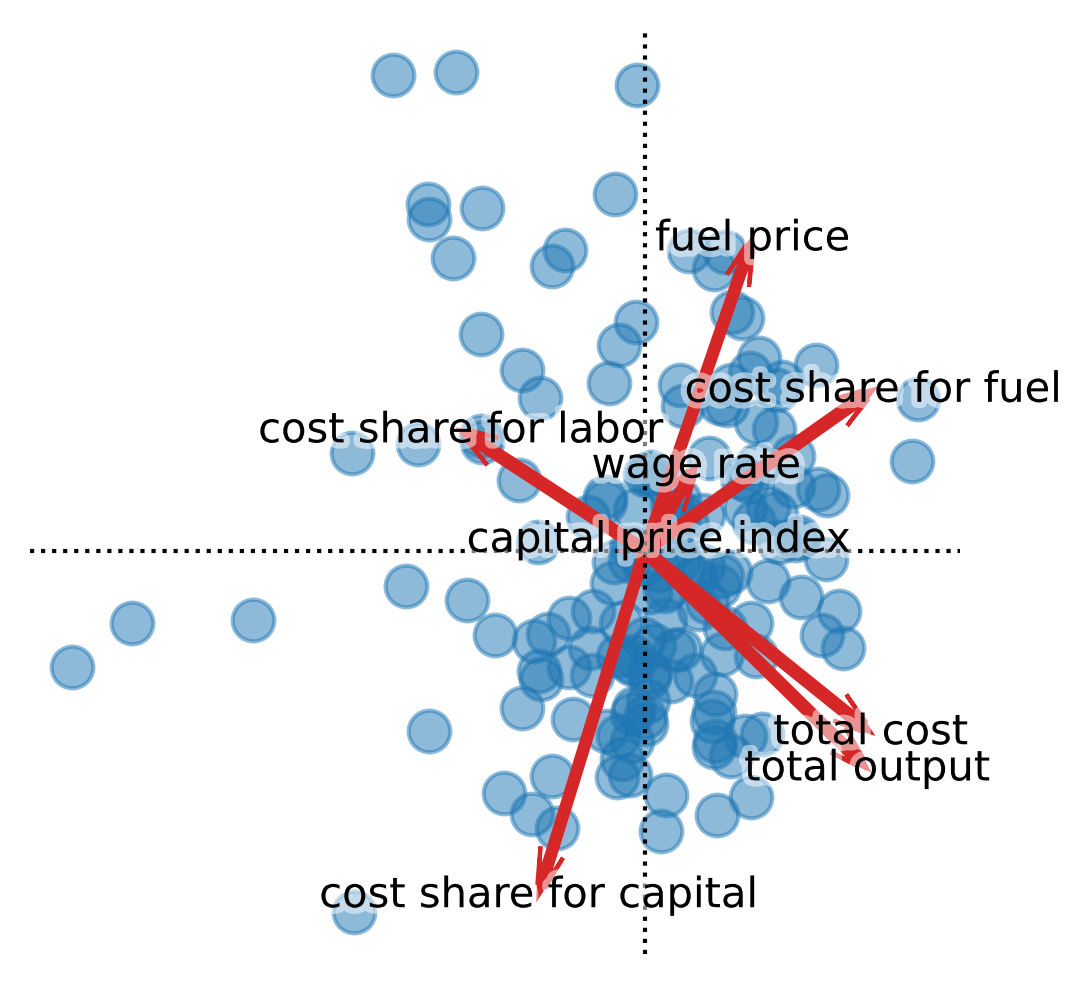 fuel price
cost share for fuel
cost share for labor
wage rate
capital price index
total cost
total output
cost share for capital